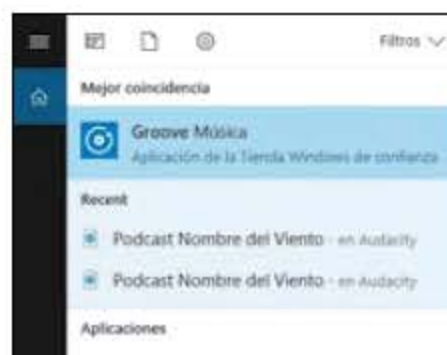 Filtros
Mejor coincidencia
Groove Música
Aplicación de la Tienda Windows de confianza
Recent
Podcast Nombre del Viento - en Audacity
Podcast Nombre del Viento - en Audacity
Aplicaciones